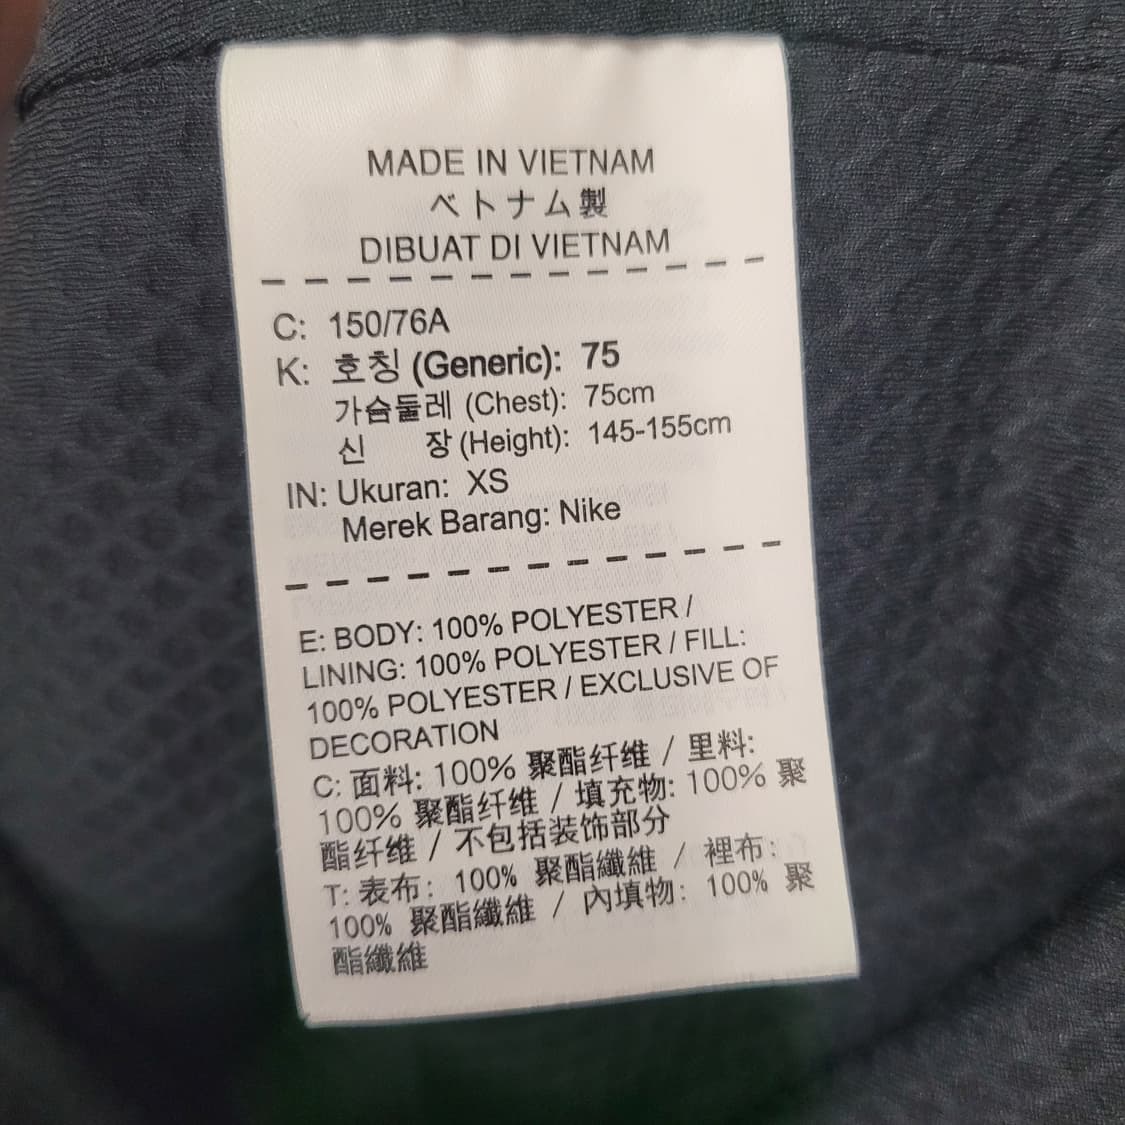 MADE IN VIETNAM
ベトナム製
DIBUAT DI VIETNAM
C: 150/76A
K: 호칭 (Generic): 75
가슴둘레 (Chest): 75cm
신 장 (Height): 145-155cm
IN: Ukuran: XS
Merek Barang: Nike
E: BODY: 100% POLYESTER /
LINING: 100% POLYESTER / FILL:
100% POLYESTER / EXCLUSIVE OF
DECORATION
C: 面料: 100% 聚酯纤维 / 里料:
100% 聚酯纤维 / 填充物: 100% 聚
酯纤维 / 不包括装饰部分
T: 表布: 100% 聚酯纖維 / 裡布:
100% 聚酯纖維 / 內填物: 100% 聚
酯纖維